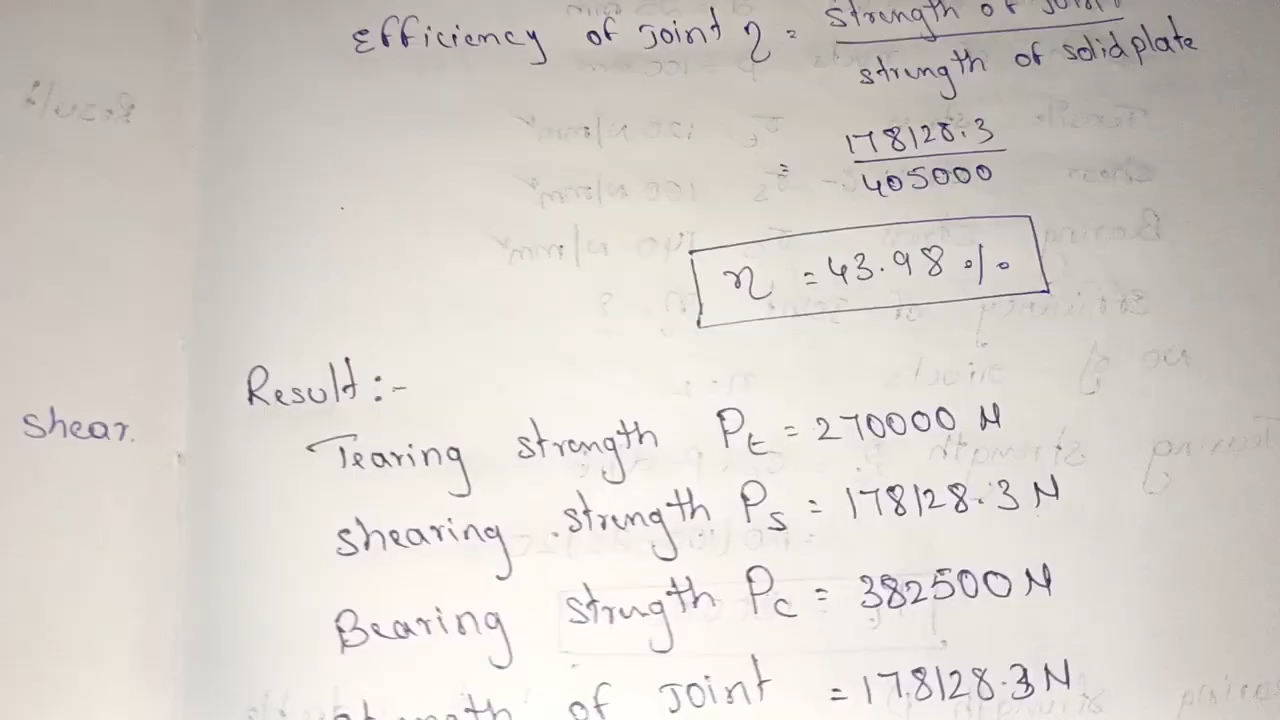 Efficiency of Joint η = strength of Joint
strength of solid plate
= 178128.3
405000
η = 43.98 %
Result :-
shear.
Tearing strength Pt = 270000 N
shearing strength Ps = 178128.3 N
Bearing strength Pc = 382500 N
strength of Joint = 178128.3 N